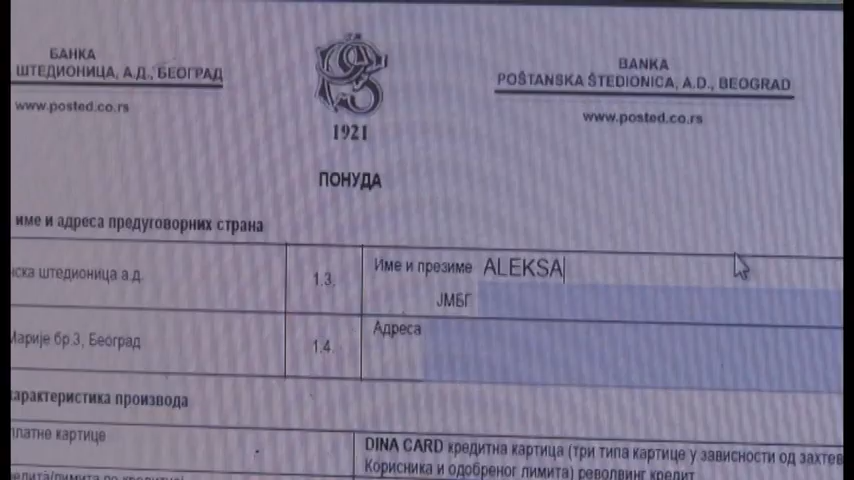 БАНКА
ШТЕДИОНИЦА, А.Д., БЕОГРАД
www.posted.co.rs
1921
BANKA
POŠTANSKA ŠTEDIONICA, A.D., BEOGRAD
www.posted.co.rs
ПОНУДА
име и адреса предуговорних страна
штедионица а.д.
1.3.
Име и презиме ALEKSA
ЈМБГ
Марије бр.3, Београд
1.4.
Адреса
карактеристика производа
платне картице
DINA CARD кредитна картица (три типа картице у зависности од захтев
Корисника и одобреног лимита) револвинг кредит